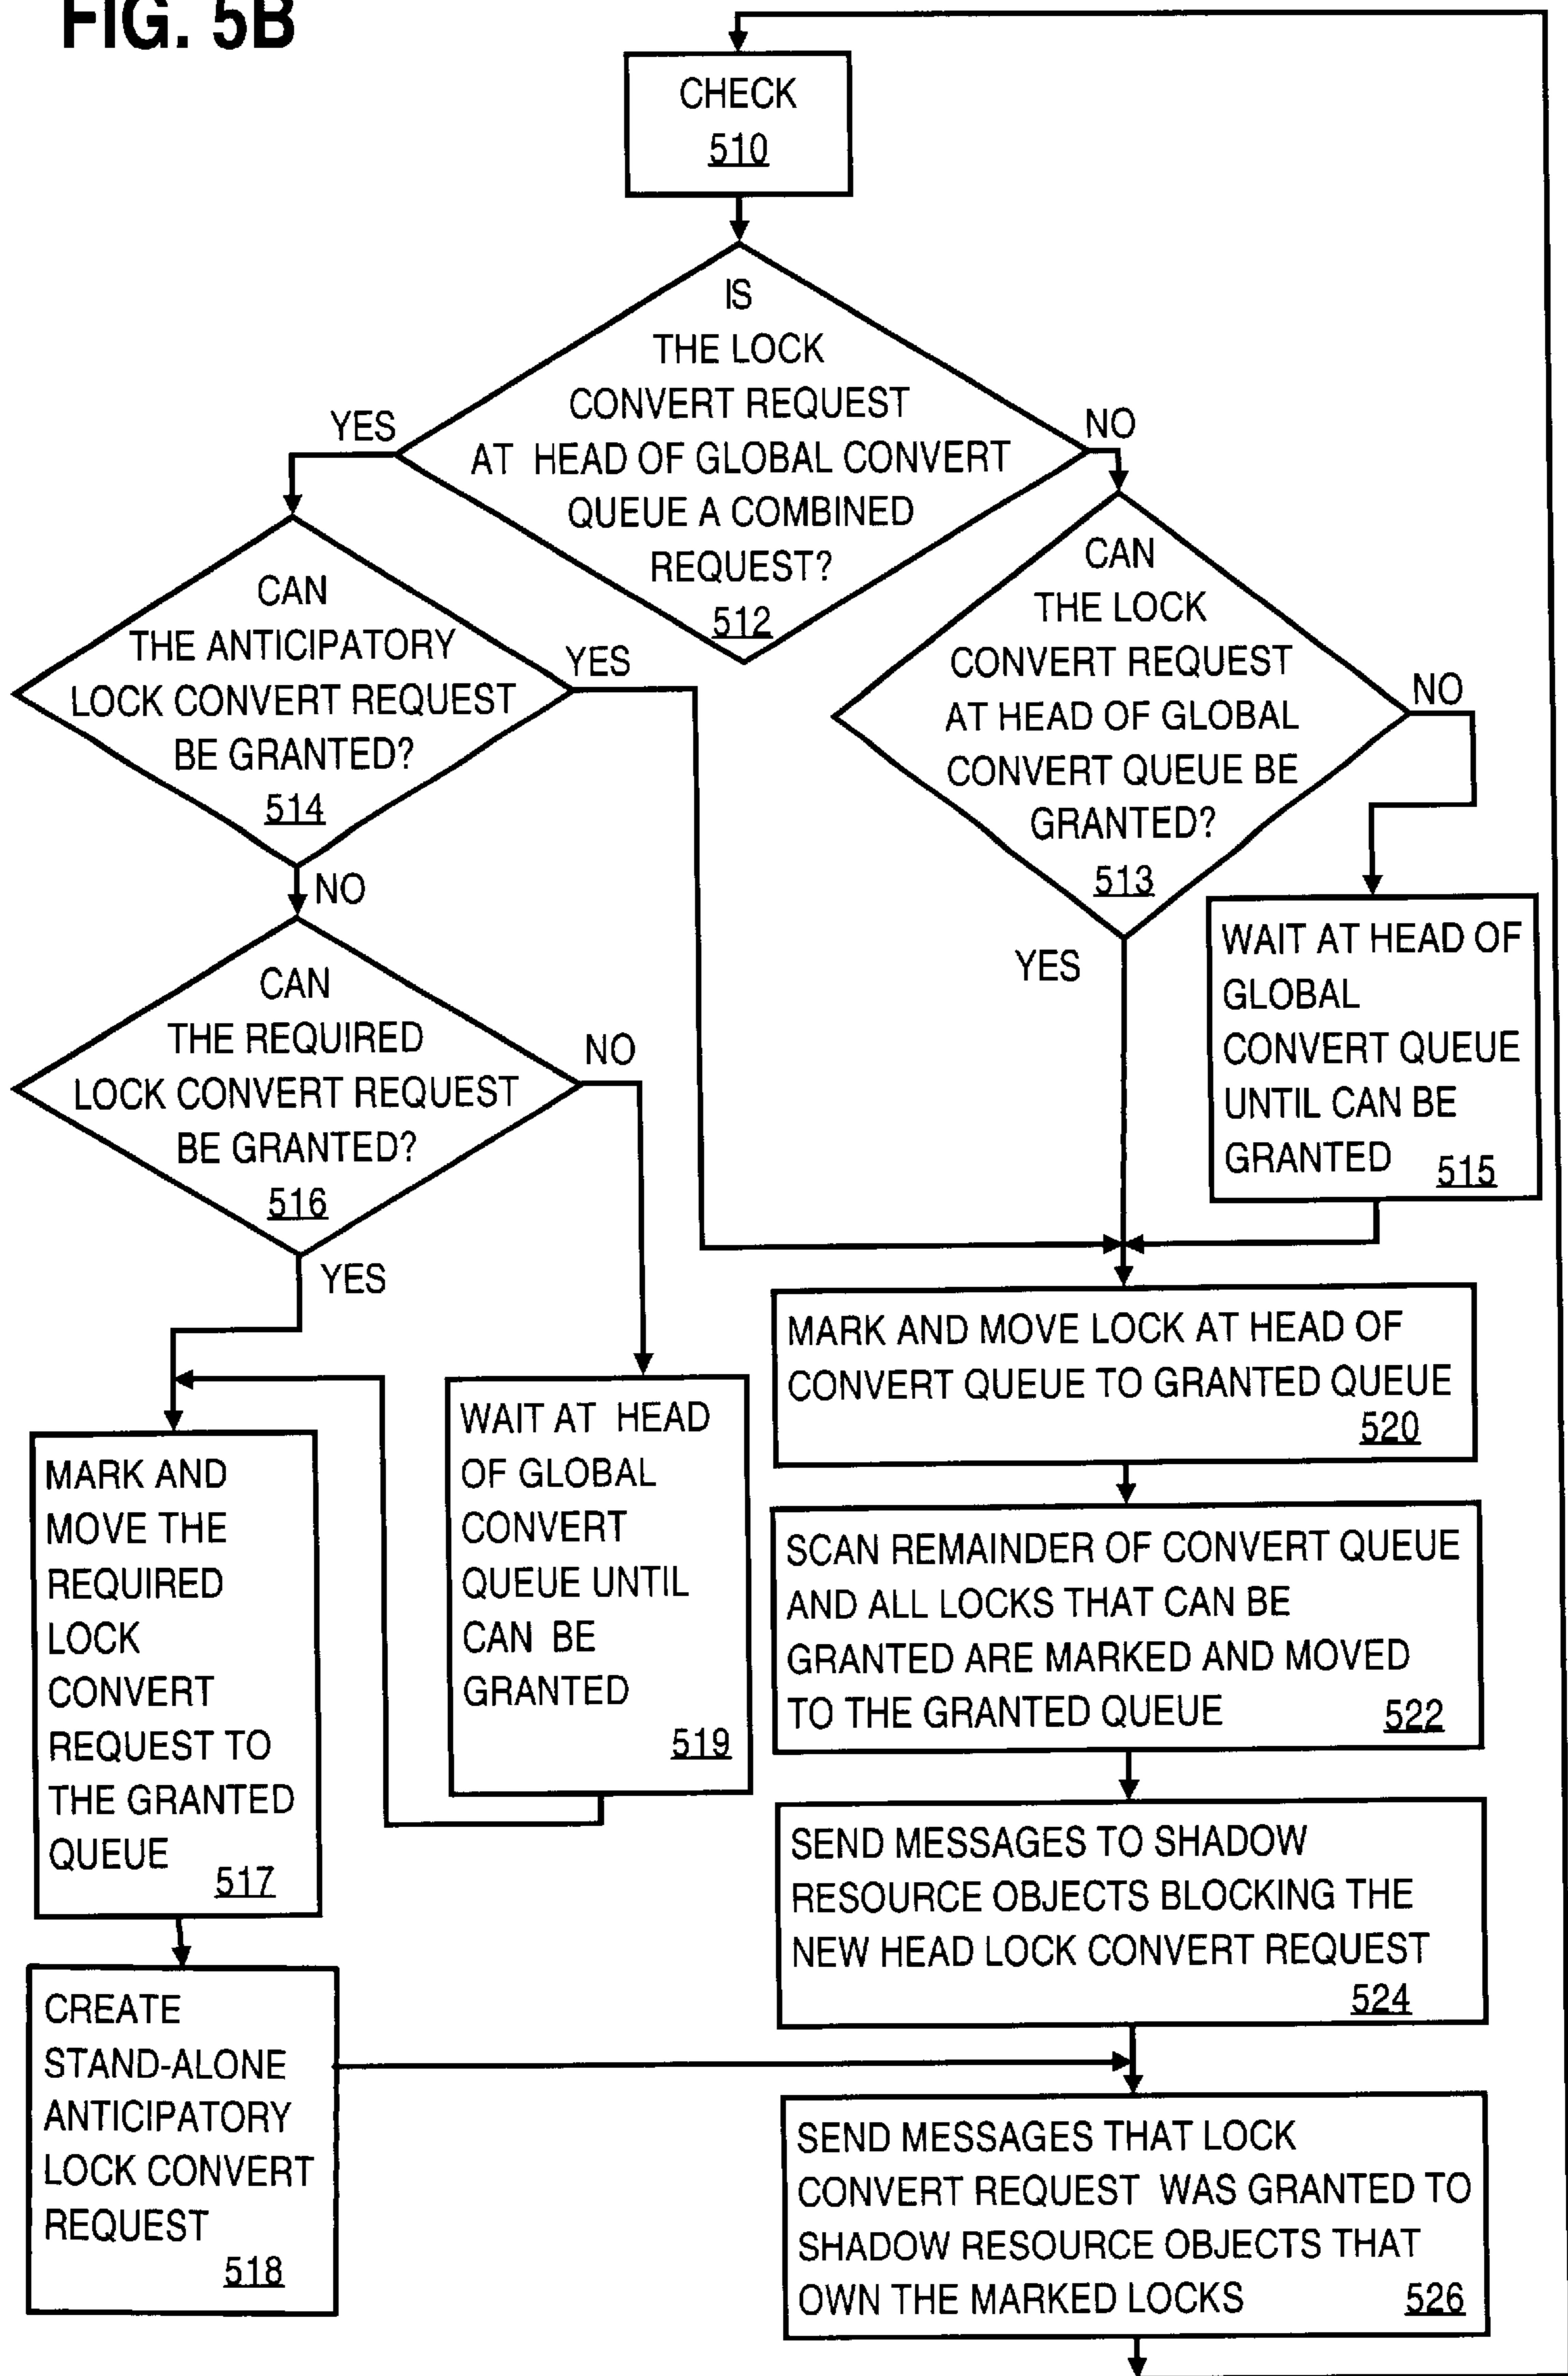 FIG. 5B
CHECK
510
IS
THE LOCK
CONVERT REQUEST
AT HEAD OF GLOBAL CONVERT
QUEUE A COMBINED
REQUEST?
512
YES
NO
CAN
THE ANTICIPATORY
LOCK CONVERT REQUEST
BE GRANTED?
514
YES
NO
CAN
THE LOCK
CONVERT REQUEST
AT HEAD OF GLOBAL
CONVERT QUEUE BE
GRANTED?
513
NO
YES
WAIT AT HEAD OF
GLOBAL
CONVERT QUEUE
UNTIL CAN BE
GRANTED 515
CAN
THE REQUIRED
LOCK CONVERT REQUEST
BE GRANTED?
516
NO
YES
MARK AND MOVE LOCK AT HEAD OF
CONVERT QUEUE TO GRANTED QUEUE
520
WAIT AT HEAD
OF GLOBAL
CONVERT
QUEUE UNTIL
CAN BE
GRANTED
519
MARK AND
MOVE THE
REQUIRED
LOCK
CONVERT
REQUEST TO
THE GRANTED
QUEUE 517
SCAN REMAINDER OF CONVERT QUEUE
AND ALL LOCKS THAT CAN BE
GRANTED ARE MARKED AND MOVED
TO THE GRANTED QUEUE 522
SEND MESSAGES TO SHADOW
RESOURCE OBJECTS BLOCKING THE
NEW HEAD LOCK CONVERT REQUEST
524
CREATE
STAND-ALONE
ANTICIPATORY
LOCK CONVERT
REQUEST
518
SEND MESSAGES THAT LOCK
CONVERT REQUEST WAS GRANTED TO
SHADOW RESOURCE OBJECTS THAT
OWN THE MARKED LOCKS 526